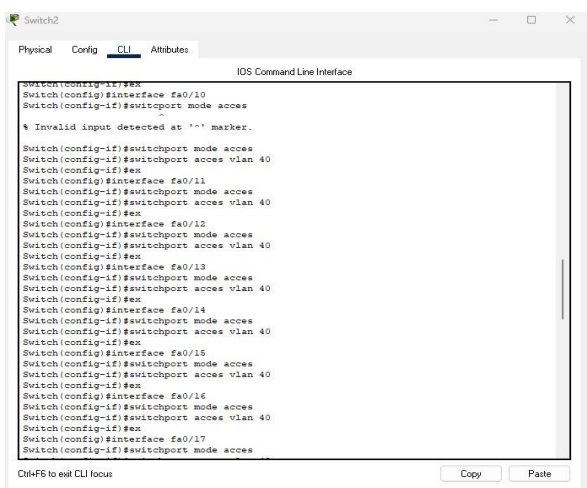 Switch2
Physical Config CLI Attributes
IOS Command Line Interface
Switch(config-if)#ex
Switch(config)#interface fa0/10
Switch(config-if)#switcport mode acces
^
% Invalid input detected at '^' marker.
Switch(config-if)#switchport mode acces
Switch(config-if)#switchport acces vlan 40
Switch(config-if)#ex
Switch(config)#interface fa0/11
Switch(config-if)#switchport mode acces
Switch(config-if)#switchport acces vlan 40
Switch(config-if)#ex
Switch(config)#interface fa0/12
Switch(config-if)#switchport mode acces
Switch(config-if)#switchport acces vlan 40
Switch(config-if)#ex
Switch(config)#interface fa0/13
Switch(config-if)#switchport mode acces
Switch(config-if)#switchport acces vlan 40
Switch(config-if)#ex
Switch(config)#interface fa0/14
Switch(config-if)#switchport mode acces
Switch(config-if)#switchport acces vlan 40
Switch(config-if)#ex
Switch(config)#interface fa0/15
Switch(config-if)#switchport mode acces
Switch(config-if)#switchport acces vlan 40
Switch(config-if)#ex
Switch(config)#interface fa0/16
Switch(config-if)#switchport mode acces
Switch(config-if)#switchport acces vlan 40
Switch(config-if)#ex
Switch(config)#interface fa0/17
Switch(config-if)#switchport mode acces
Ctrl+F6 to exit CLI focus
Copy Paste